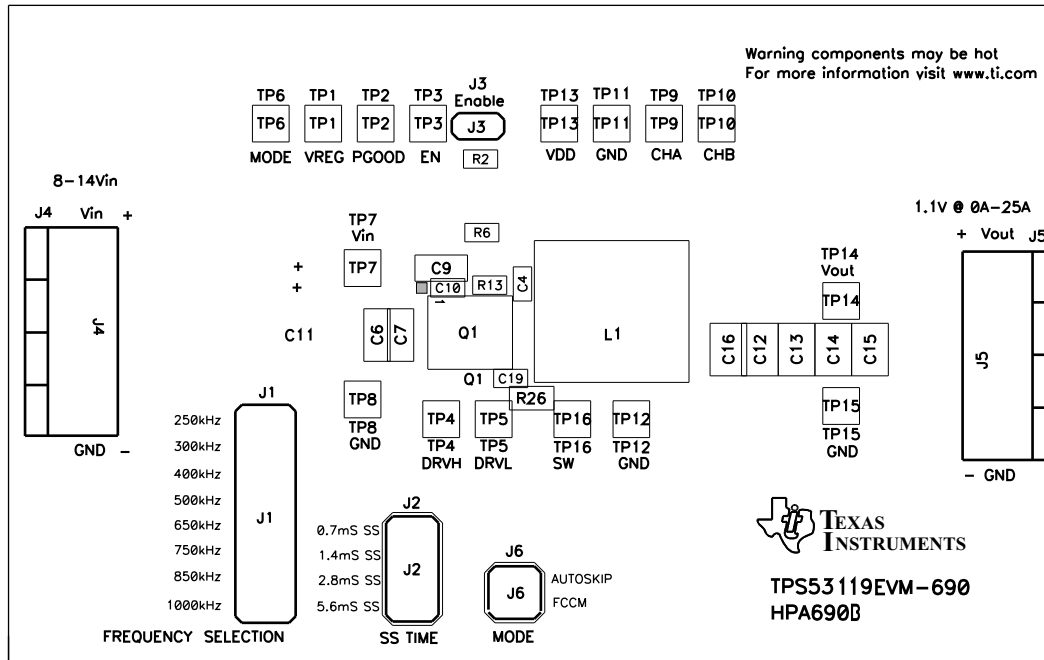 Warning components may be hot
For more information visit www.ti.com
J3
Enable
TP6 TP1 TP2 TP3 TP13 TP11 TP9 TP10
TP6 TP1 TP2 TP3 J3 TP13 TP11 TP9 TP10
MODE VREG PGOOD EN VDD GND CHA CHB
R2
8-14Vin
J4 Vin +
J4
GND -
TP7
Vin
TP7
+
+
C11
R6
C9
C10
R13
C4
1
C6
C7
Q1
Q1
C19
R26
L1
1.1V @ 0A-25A
+ Vout J5
J5
- GND
TP14
Vout
TP14
C16
C12
C13
C14
C15
TP15
TP15
GND
TP8
TP8
GND
TP4 TP5 TP16 TP12
TP4 TP5 TP16 TP12
DRVH DRVL SW GND
J1
250kHz
300kHz
400kHz
500kHz
650kHz
750kHz
850kHz
1000kHz
J1
FREQUENCY SELECTION
J2
0.7mS SS
1.4mS SS
2.8mS SS
5.6mS SS
J2
SS TIME
J6
J6
AUTOSKIP
FCCM
MODE
ti
TEXAS
INSTRUMENTS
TPS53119EVM-690
HPA690B